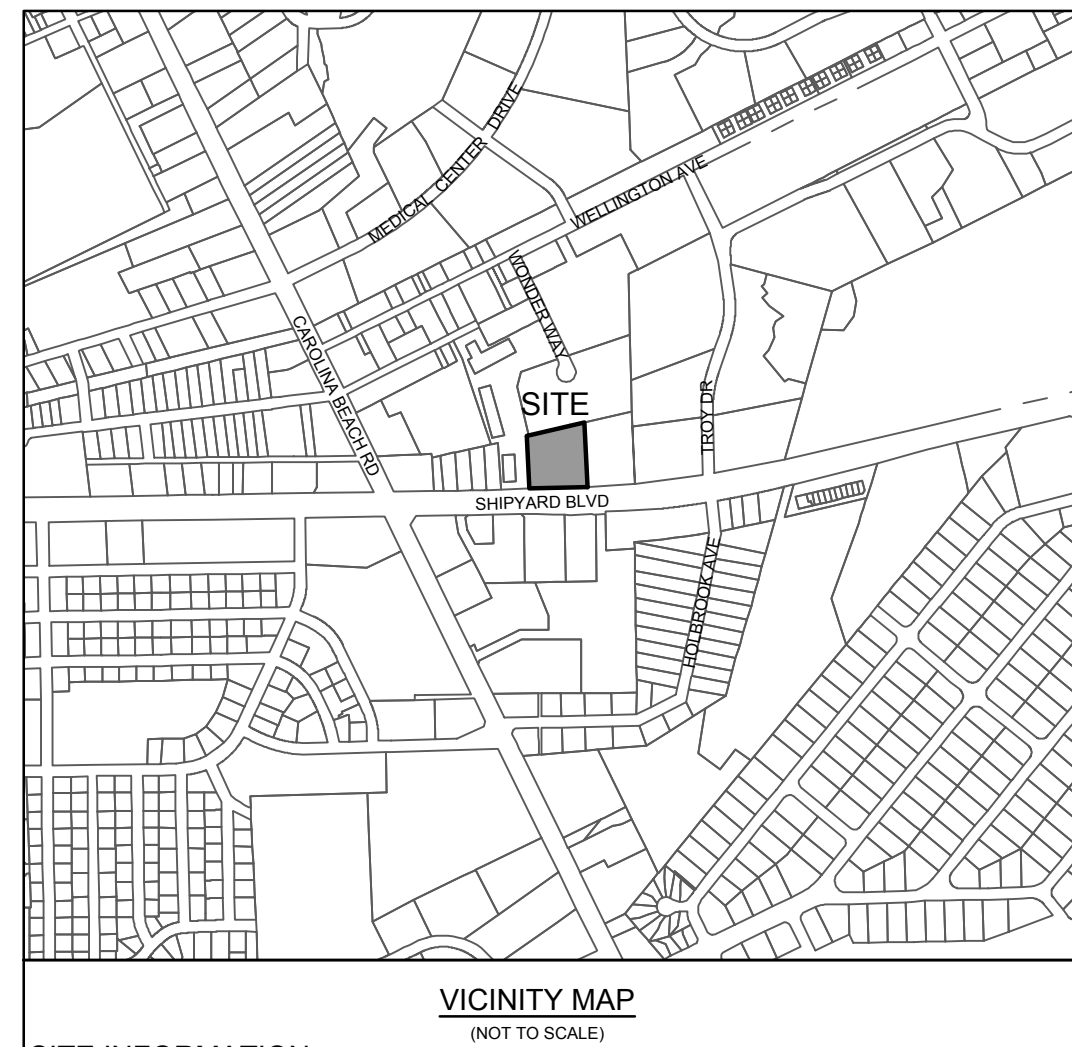 MEDICAL CENTER DRIVE
WELLINGTON AVE
WONDER WAY
CAROLINA BEACH RD
TROY DR
SITE
SHIPYARD BLVD
HOLBROOK AVE
VICINITY MAP
(NOT TO SCALE)
SITE INFORMATION